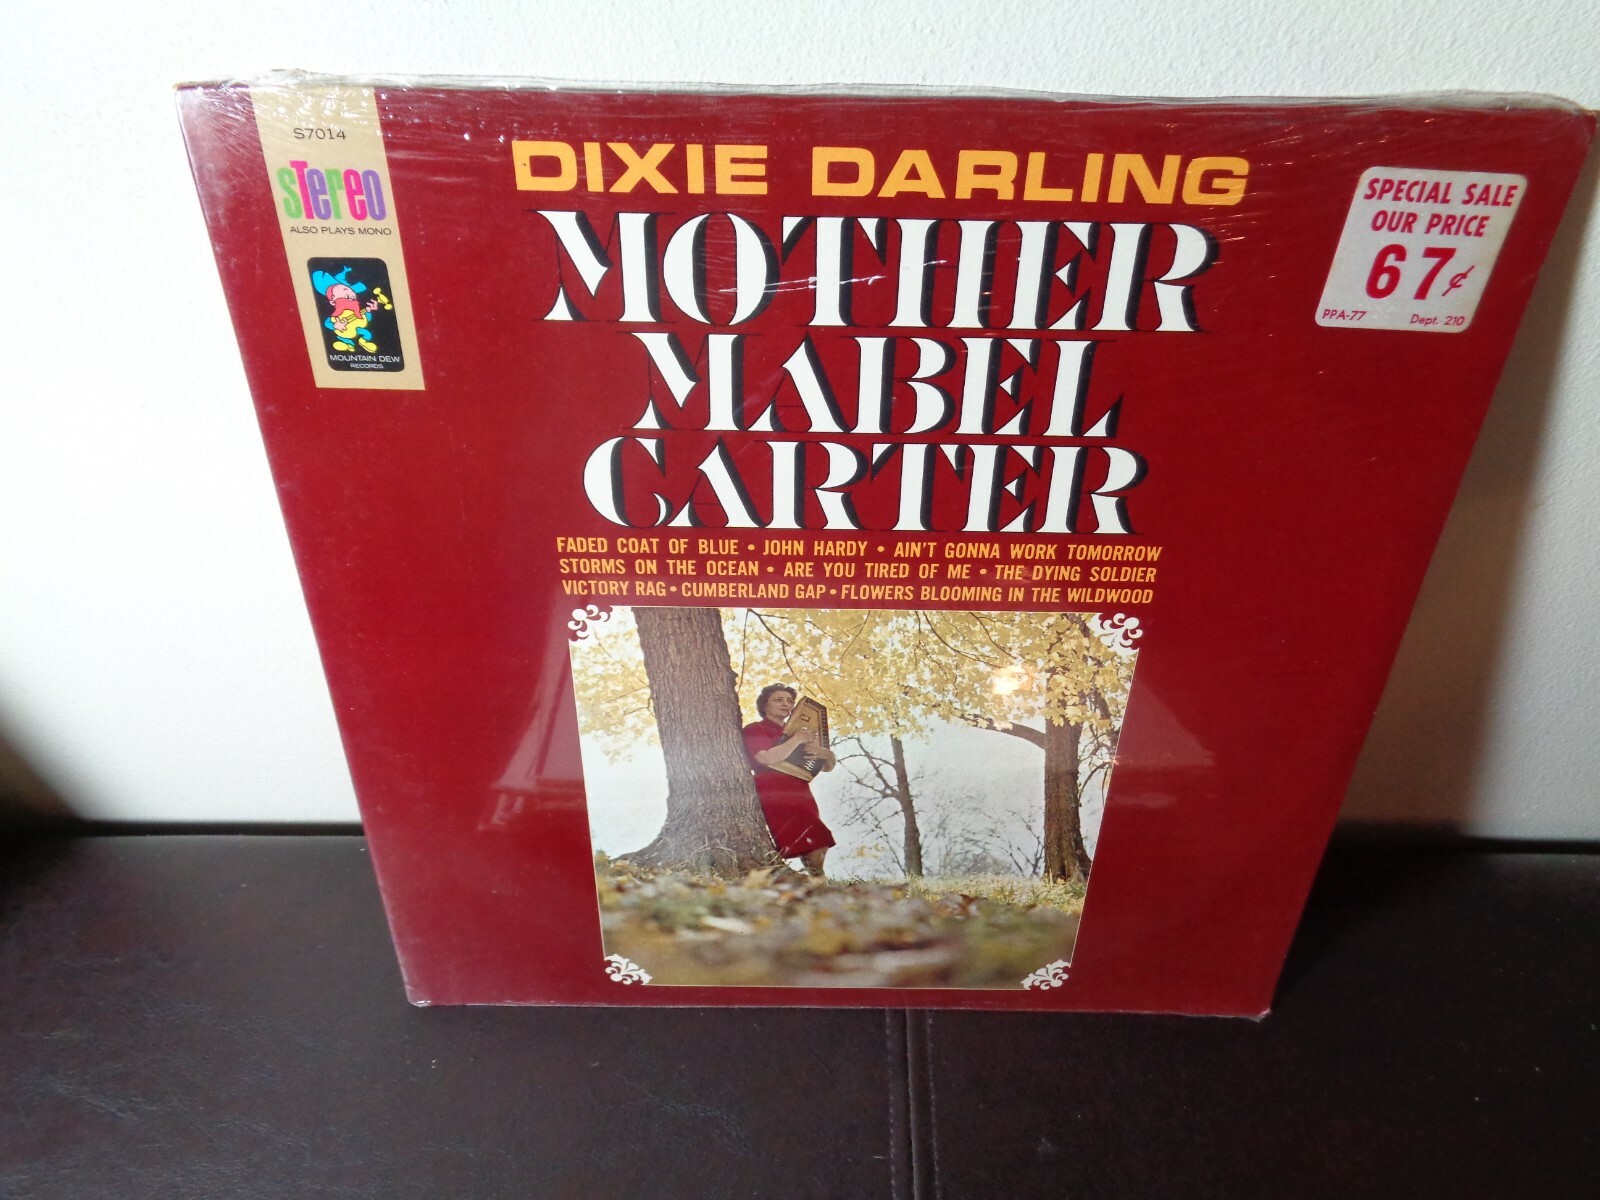 S7014
sTereo
ALSO PLAYS MONO
MOUNTAIN DEW
RECORDS
DIXIE DARLING
MOTHER
MABEL
CARTER
FADED COAT OF BLUE • JOHN HARDY • AIN'T GONNA WORK TOMORROW
STORMS ON THE OCEAN • ARE YOU TIRED OF ME • THE DYING SOLDIER
VICTORY RAG • CUMBERLAND GAP • FLOWERS BLOOMING IN THE WILDWOOD
SPECIAL SALE
OUR PRICE
67¢
PPA-77 Dept. 210